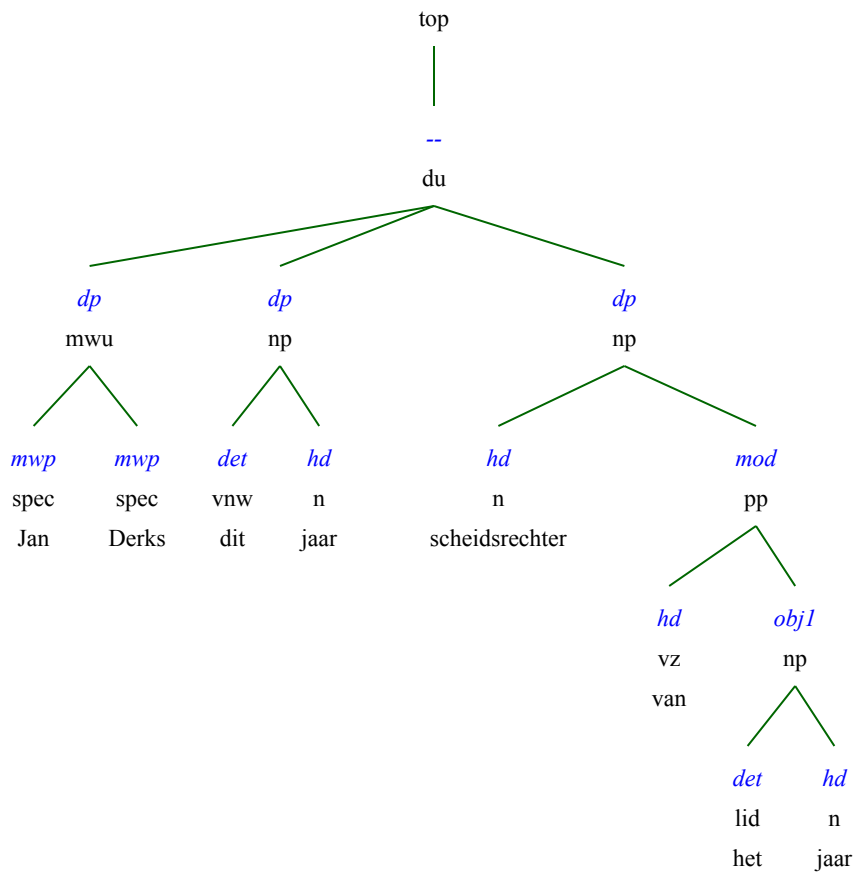 top
--
du
dp dp dp
mwu np np
mwp mwp det hd hd mod
spec spec vnw n n pp
Jan Derks dit jaar scheidsrechter
hd obj1
vz np
van
det hd
lid n
het jaar